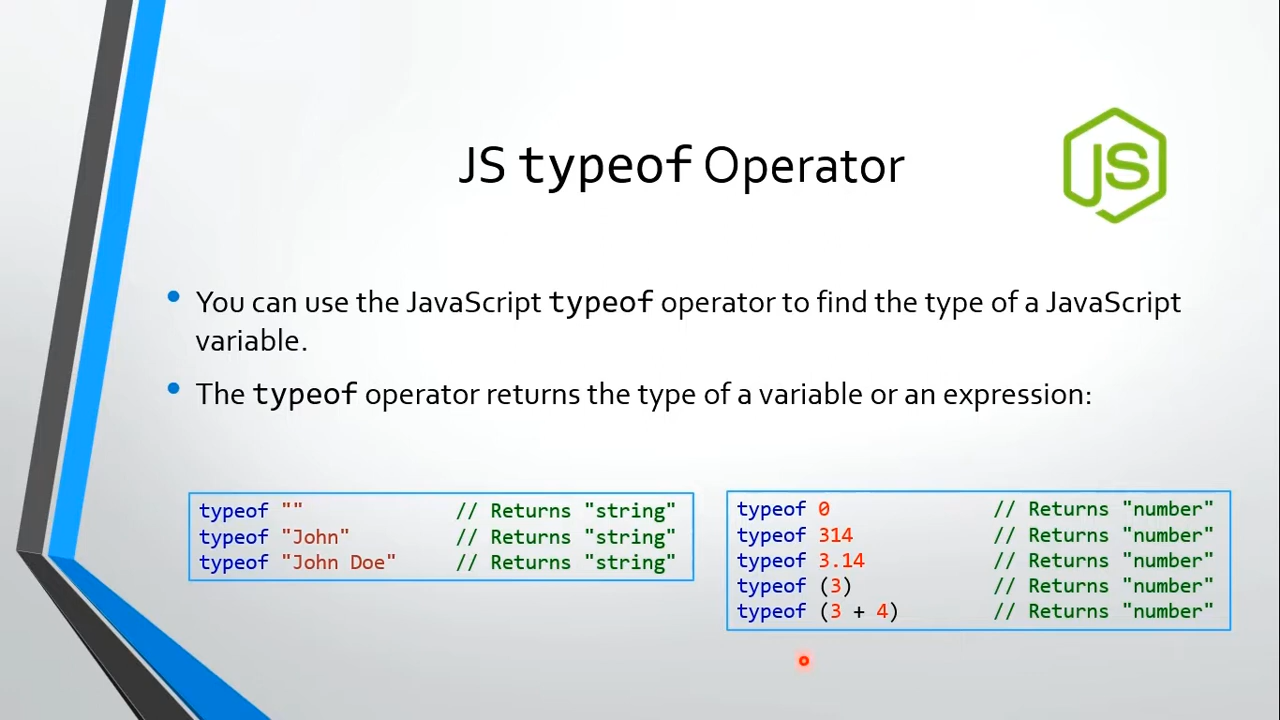 JS typeof Operator
JS
• You can use the JavaScript typeof operator to find the type of a JavaScript
variable.
• The typeof operator returns the type of a variable or an expression:
typeof "" // Returns "string"
typeof "John" // Returns "string"
typeof "John Doe" // Returns "string"
typeof 0 // Returns "number"
typeof 314 // Returns "number"
typeof 3.14 // Returns "number"
typeof (3) // Returns "number"
typeof (3 + 4) // Returns "number"